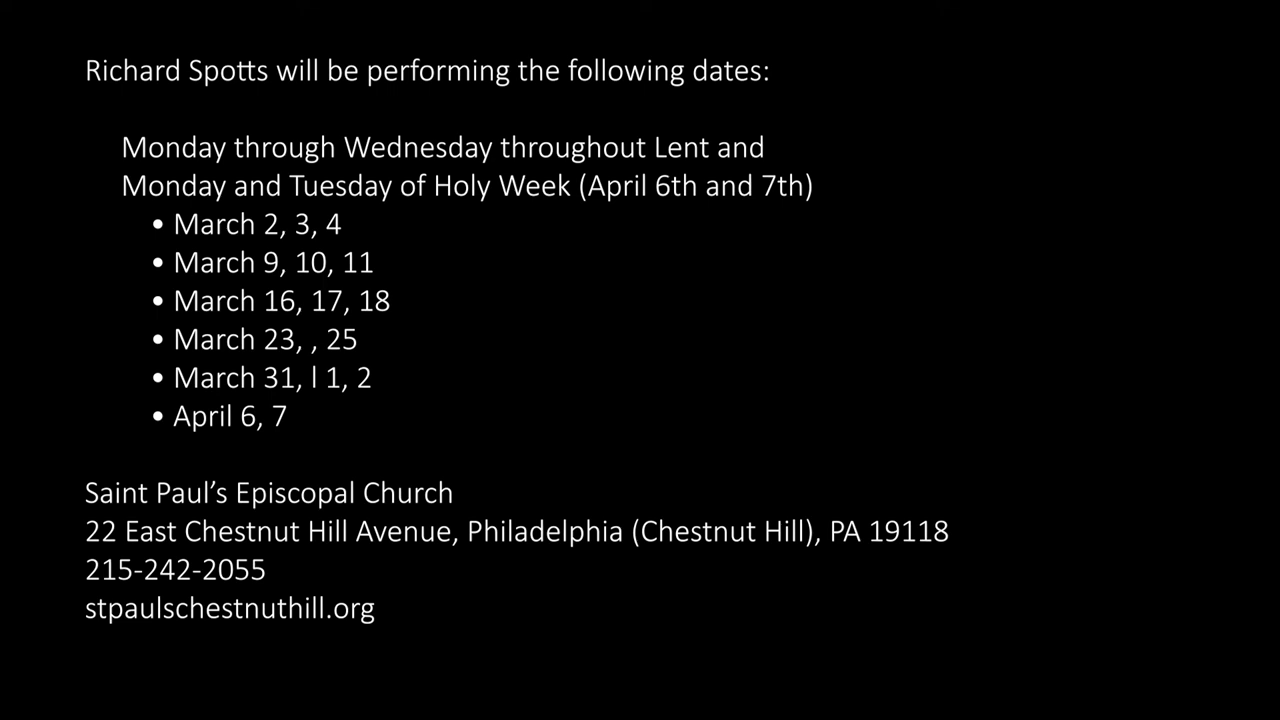 Richard Spotts will be performing the following dates:
Monday through Wednesday throughout Lent and
Monday and Tuesday of Holy Week (April 6th and 7th)
• March 2, 3, 4
• March 9, 10, 11
• March 16, 17, 18
• March 23, , 25
• March 31, l 1, 2
• April 6, 7
Saint Paul’s Episcopal Church
22 East Chestnut Hill Avenue, Philadelphia (Chestnut Hill), PA 19118
215-242-2055
stpaulschestnuthill.org